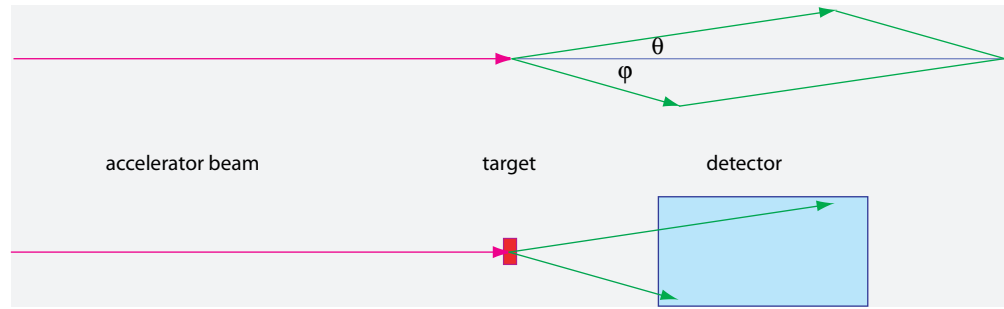 θ
φ
accelerator beam target detector